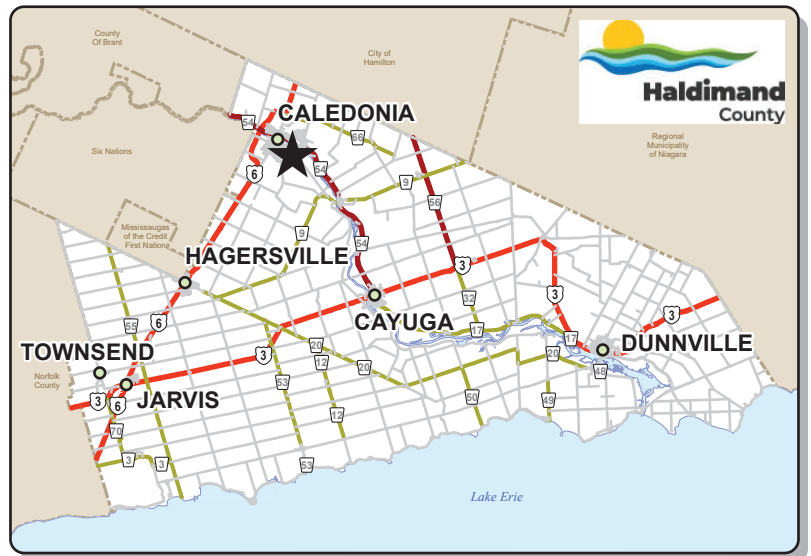 County
Of Brant
City of
Hamilton
Haldimand
County
Regional
Municipality
of Niagara
CALEDONIA
54
66
Six Nations
6
54
9
56
Mississaugas
of the Credit
First Nation
9
54
HAGERSVILLE
3
3
32
3
55
6
CAYUGA
17
17
DUNNVILLE
TOWNSEND
20
12
20
20
48
3
53
Norfolk
County
3
6
JARVIS
50
49
12
70
3
3
53
Lake Erie